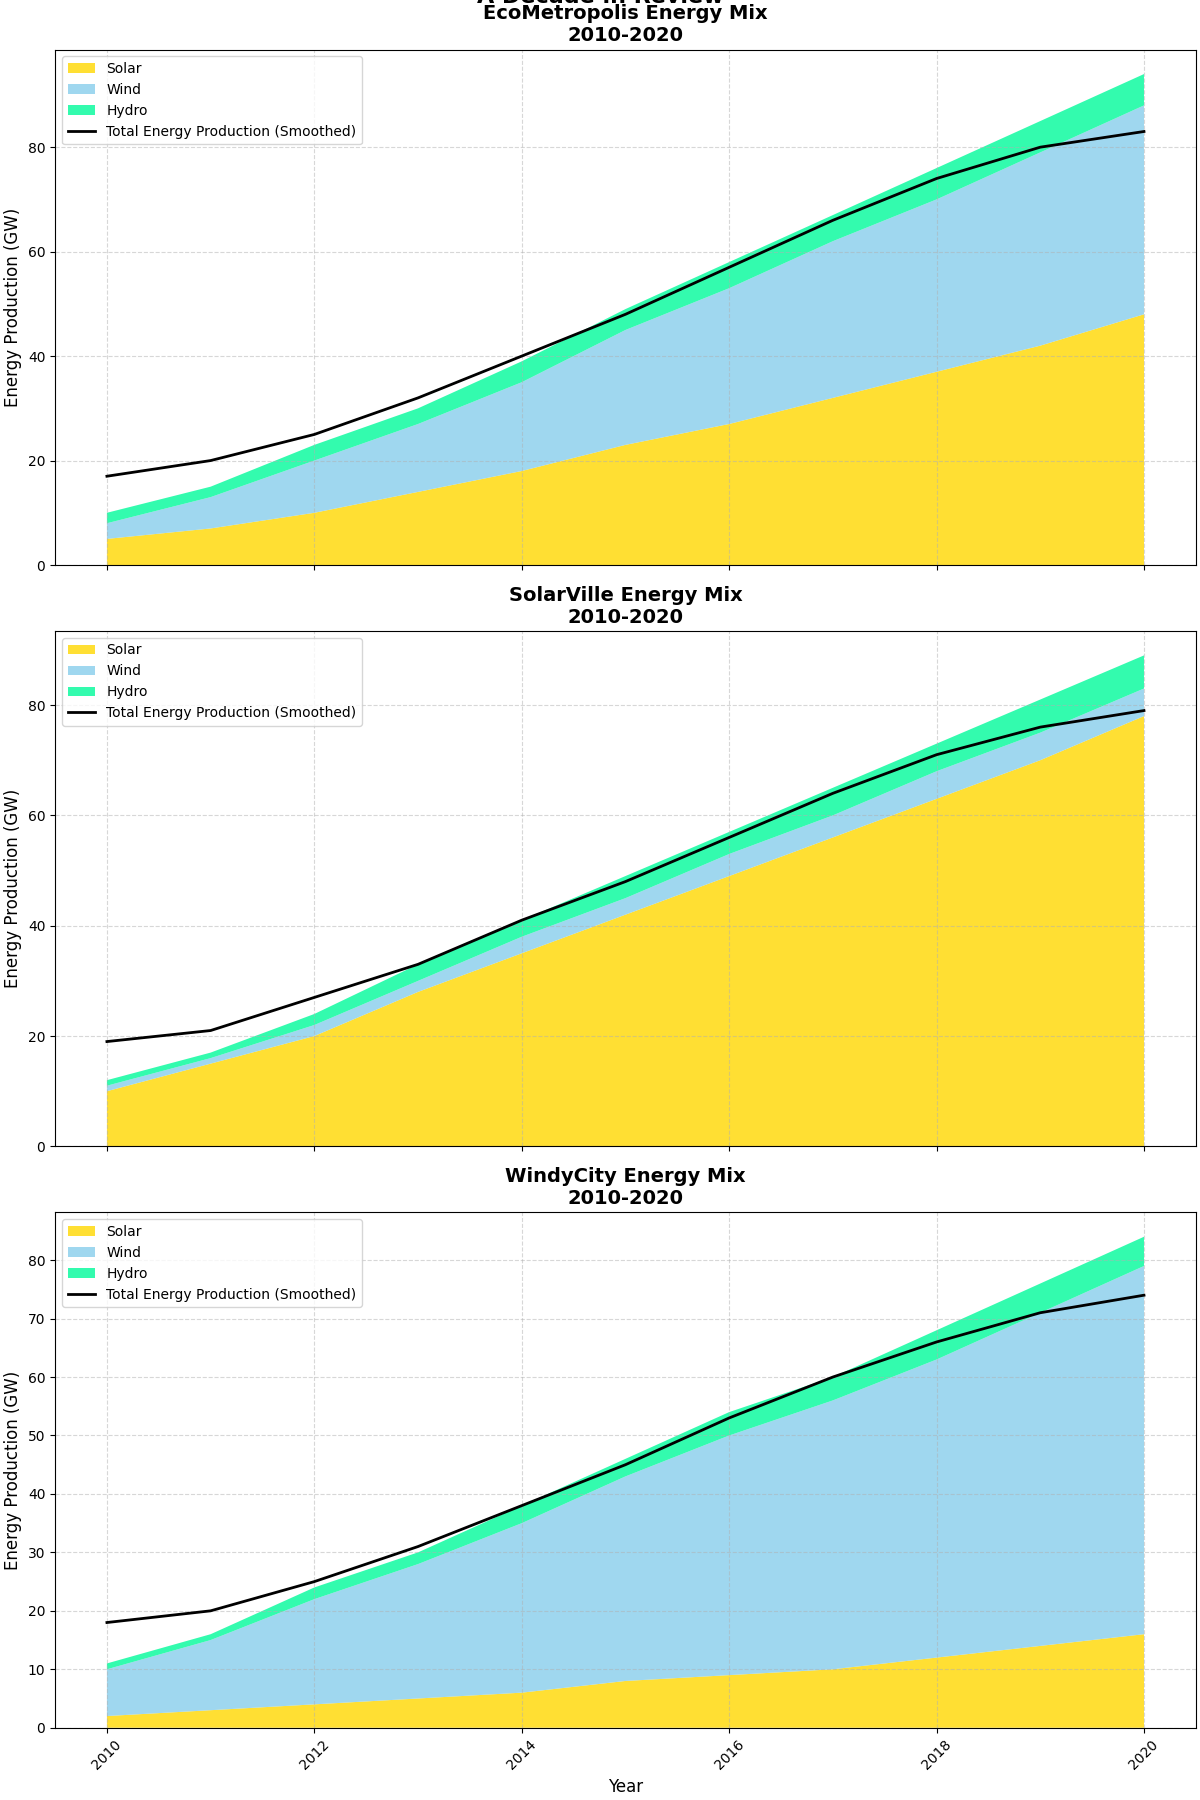 A Decade in Review
EcoMetropolis Energy Mix
2010-2020
Solar
Wind
Hydro
Total Energy Production (Smoothed)
Energy Production (GW)
80
60
40
20
0
SolarVille Energy Mix
2010-2020
Solar
Wind
Hydro
Total Energy Production (Smoothed)
Energy Production (GW)
80
60
40
20
0
WindyCity Energy Mix
2010-2020
Solar
Wind
Hydro
Total Energy Production (Smoothed)
Energy Production (GW)
80
70
60
50
40
30
20
10
0
2010
2012
2014
2016
2018
2020
Year